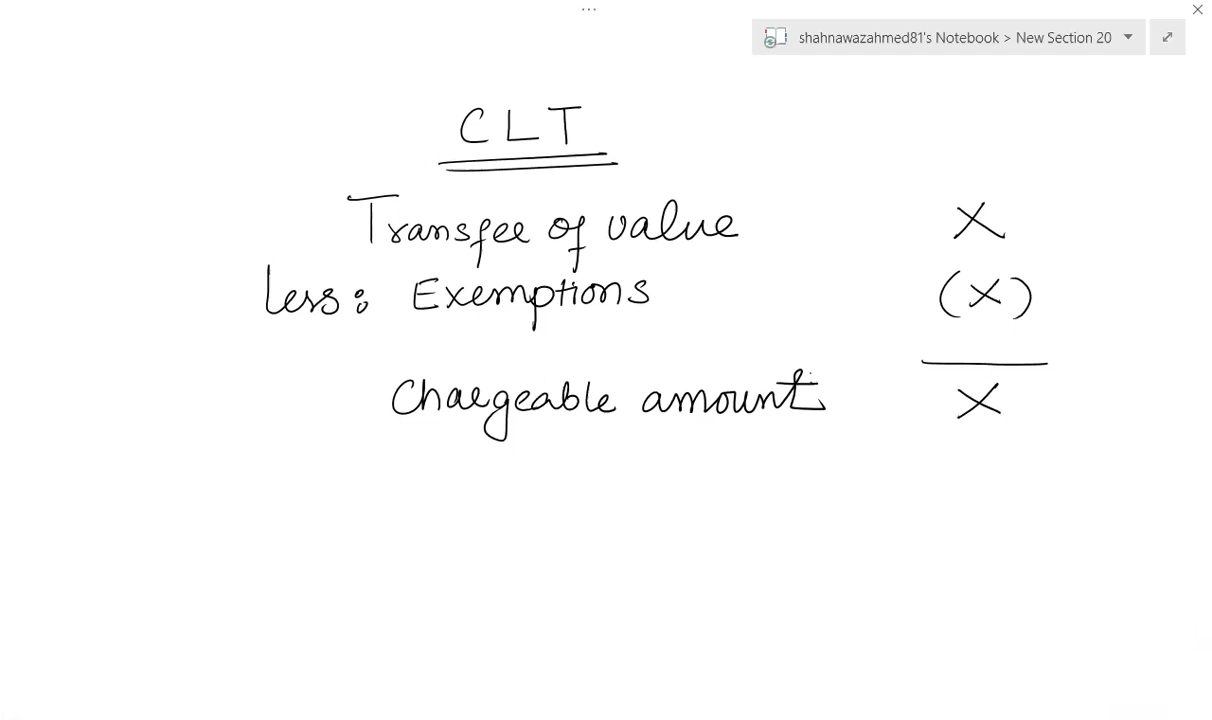 ...
shahnawazahmed81's Notebook > New Section 20
CLT
Transfer of value X
less: Exemptions (X)
Chargeable amount X